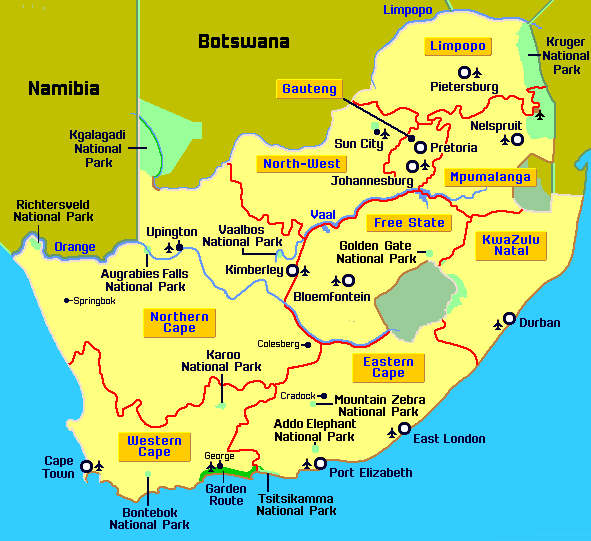 Limpopo
Botswana
Limpopo
Kruger
National
Park
Namibia
Pietersburg
Gauteng
Kgalagadi
National
Park
Nelspruit
Sun City
Pretoria
North-West
Johannesburg
Mpumalanga
Richtersveld
National Park
Vaal
Free State
Upington
Vaalbos
National Park
KwaZulu
Natal
Orange
Golden Gate
National Park
Augrabies Falls
National Park
Kimberley
Bloemfontein
Springbok
Northern
Cape
Durban
Colesberg
Karoo
National Park
Eastern
Cape
Cradock
Mountain Zebra
National Park
Addo Elephant
National Park
Western
Cape
East London
George
Cape
Town
Port Elizabeth
Garden
Route
Tsitsikamma
National Park
Bontebok
National Park